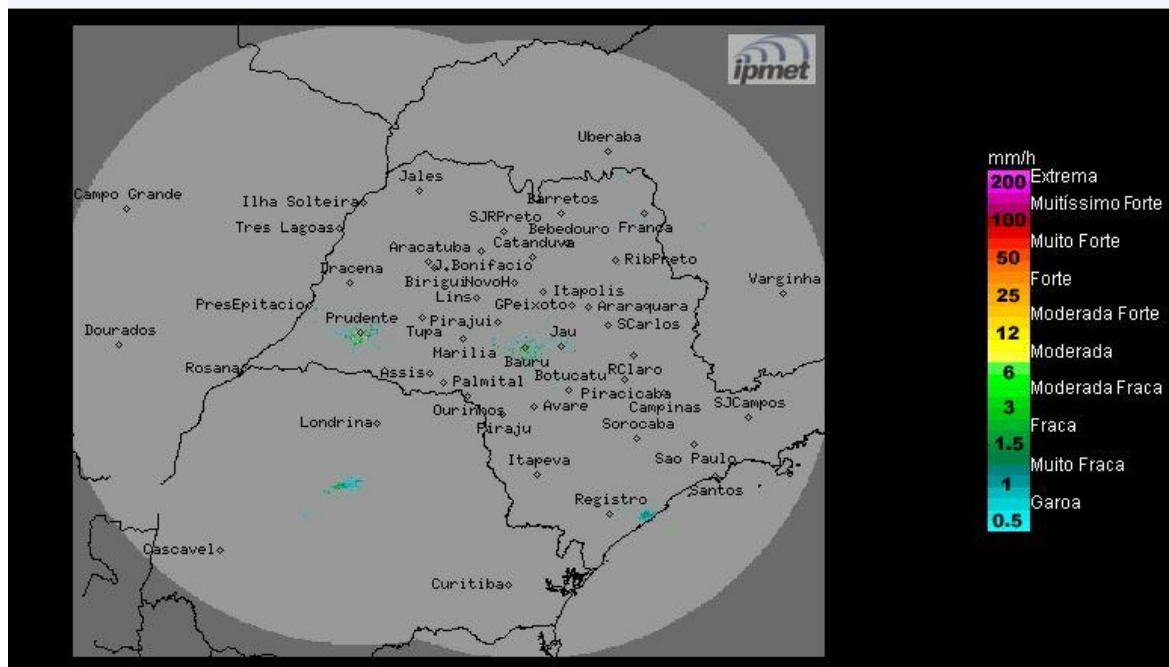 ipmet
Uberaba
Campo Grande
Jales
Ilha Solteira
Barretos
SJRPreto
Tres Lagoas
Bebedouro
Franca
Aracatuba
Catanduva
Dracena
J.Bonifacio
RibPreto
Varginha
Birigui
NovoH
Itapolis
PresEpitacio
Lins
GPeixoto
Araraquara
Dourados
Prudente
Tupa
Pirajui
Jau
SCarlos
Marilia
Bauru
Rosana
Assis
Palmital
Botucatu
RClaro
Piracicaba
Ourinhos
Avare
Campinas
SJCampos
Londrina
Piraju
Sorocaba
Itapeva
Sao Paulo
Registro
Santos
Cascavel
Curitiba
mm/h
200 Extrema
Muitíssimo Forte
100
Muito Forte
50
Forte
25
Moderada Forte
12
Moderada
6
Moderada Fraca
3
Fraca
1.5
Muito Fraca
1
Garoa
0.5